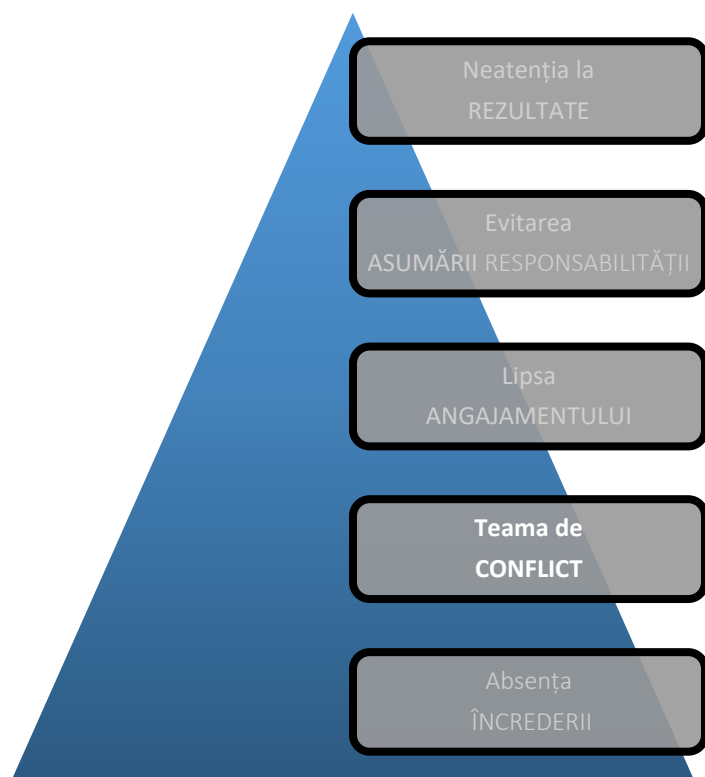 Neatenția la
REZULTATE
Evitarea
ASUMĂRII RESPONSABILITĂȚII
Lipsa
ANGAJAMENTULUI
Teama de
CONFLICT
Absența
ÎNCREDERII